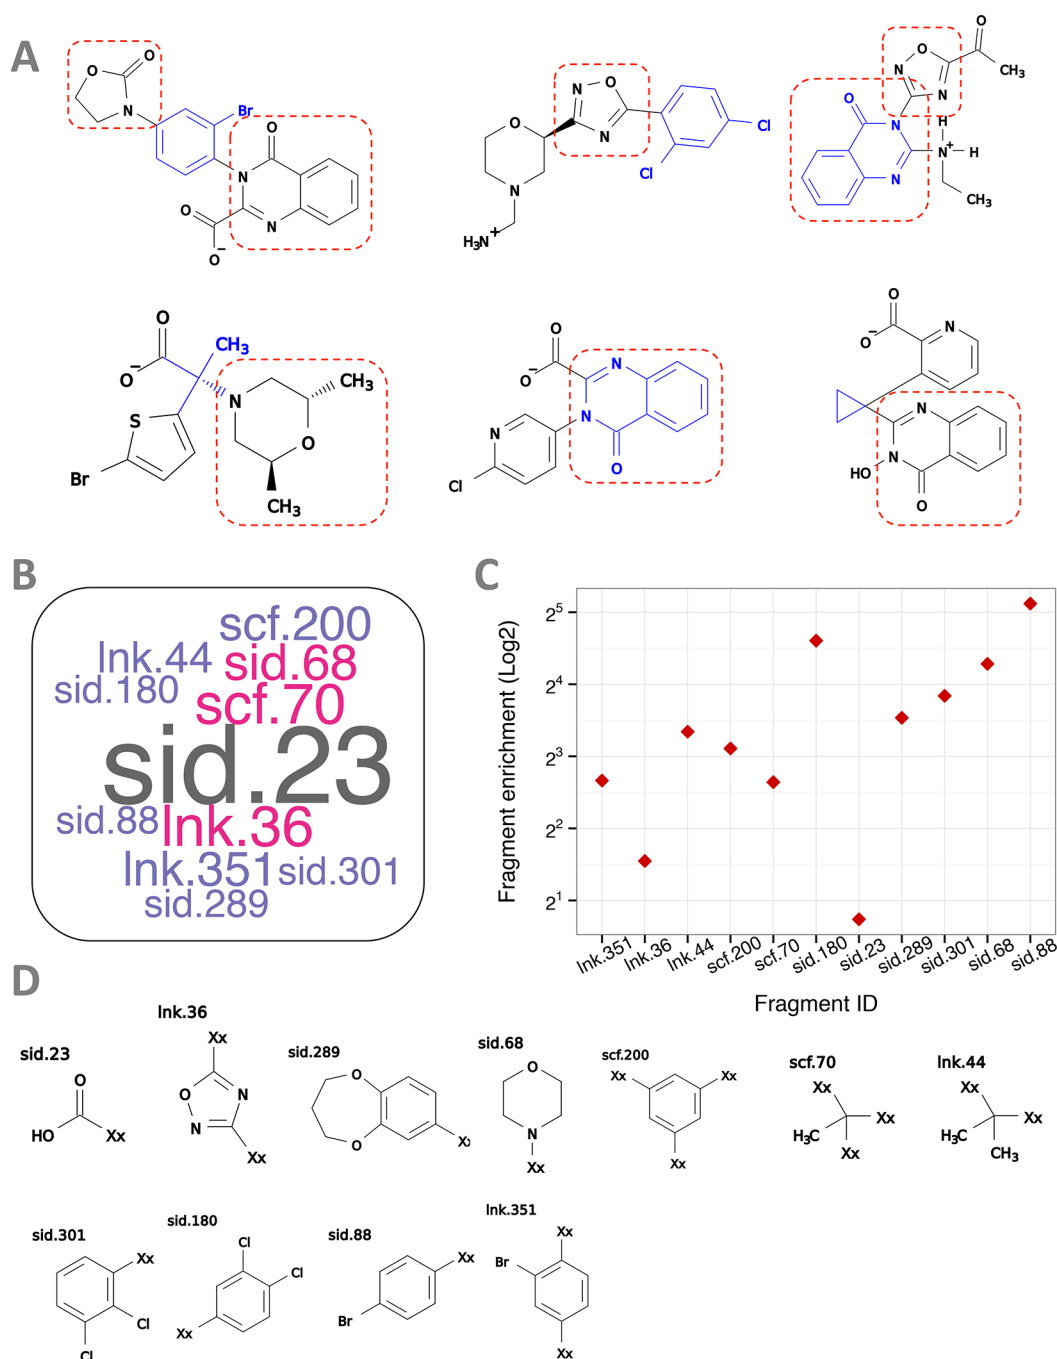 A
O
O
N
Br
O
N
N
O
O−
N
O
N
O
N
H3N+
Cl
Cl
O
CH3
O
N
N
O
N
N
H
N+
H
CH3
O
O−
CH3
S
Br
N
CH3
O
CH3
O
O−
N
N
O
N
Cl
O
O−
N
N
N
HO
O
B
scf.200
lnk.44
sid.68
sid.180
scf.70
sid.23
sid.88
lnk.36
lnk.351
sid.301
sid.289
C
Fragment enrichment (Log2)
2^5
2^4
2^3
2^2
2^1
lnk.351
lnk.36
lnk.44
scf.200
scf.70
sid.180
sid.23
sid.289
sid.301
sid.68
sid.88
Fragment ID
D
sid.23
O
HO
Xx
lnk.36
Xx
O
N
N
Xx
sid.289
O
O
Xx
sid.68
O
N
Xx
scf.200
Xx
Xx
Xx
scf.70
Xx
Xx
H3C
Xx
lnk.44
Xx
Xx
H3C
CH3
sid.301
Xx
Cl
Cl
sid.180
Cl
Cl
Xx
sid.88
Xx
Br
lnk.351
Xx
Br
Xx